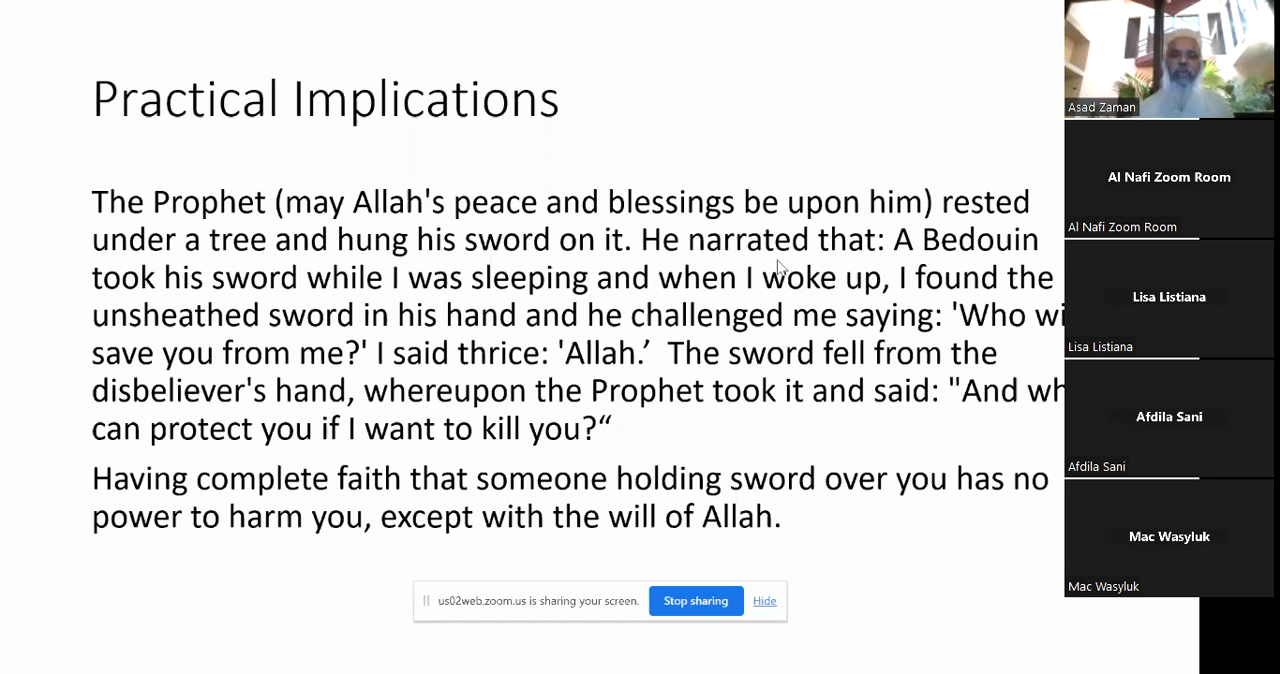 Practical Implications
The Prophet (may Allah's peace and blessings be upon him) rested
under a tree and hung his sword on it. He narrated that: A Bedouin
took his sword while I was sleeping and when I woke up, I found the
unsheathed sword in his hand and he challenged me saying: 'Who wi
save you from me?' I said thrice: 'Allah.’  The sword fell from the
disbeliever's hand, whereupon the Prophet took it and said: "And wh
can protect you if I want to kill you?“
Having complete faith that someone holding sword over you has no
power to harm you, except with the will of Allah.
us02web.zoom.us is sharing your screen.
Stop sharing
Hide
Asad Zaman
Al Nafi Zoom Room
Al Nafi Zoom Room
Lisa Listiana
Lisa Listiana
Afdila Sani
Afdila Sani
Mac Wasyluk
Mac Wasyluk